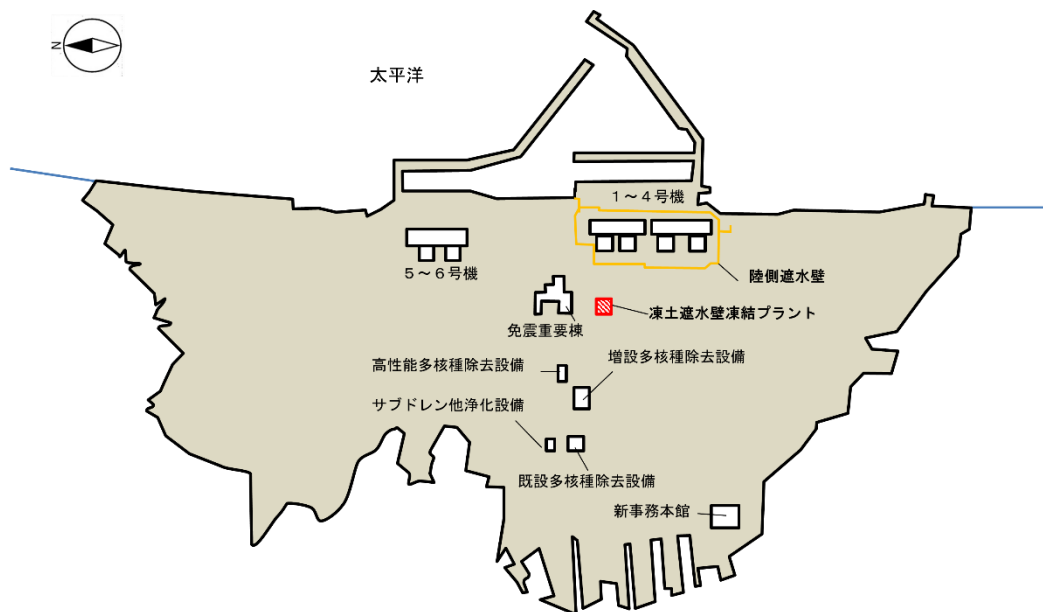 N
太平洋
1～4号機
5～6号機
陸側遮水壁
凍土遮水壁凍結プラント
免震重要棟
高性能多核種除去設備
増設多核種除去設備
サブドレン他浄化設備
既設多核種除去設備
新事務本館